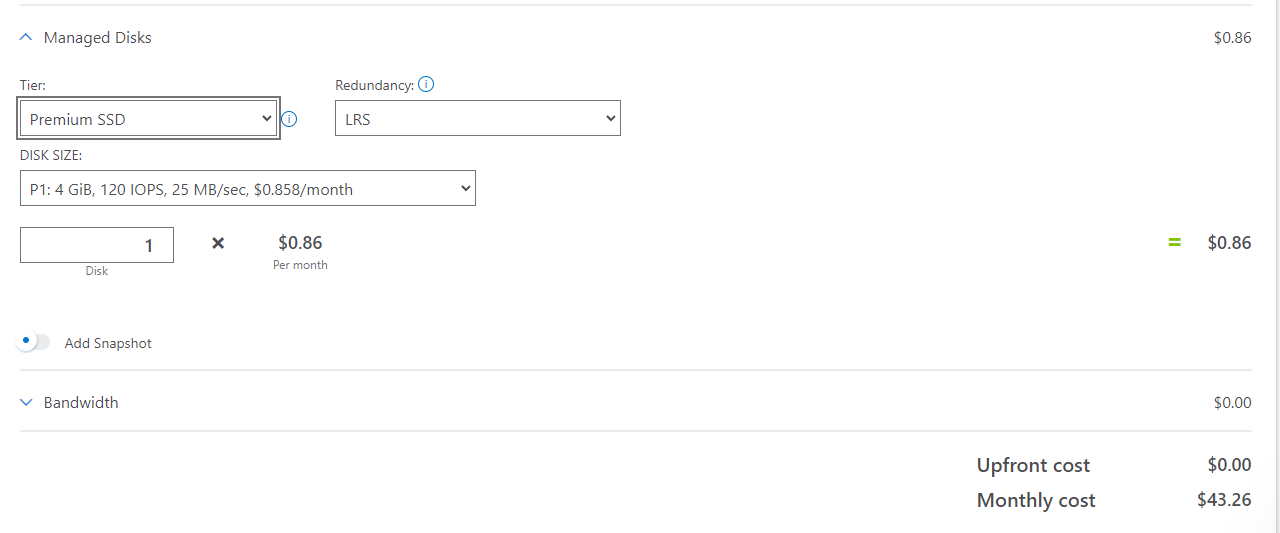 Managed Disks $0.86
Tier: Redundancy:
Premium SSD LRS
DISK SIZE:
P1: 4 GiB, 120 IOPS, 25 MB/sec, $0.858/month
1 × $0.86 = $0.86
Disk Per month
Add Snapshot
Bandwidth $0.00
Upfront cost $0.00
Monthly cost $43.26